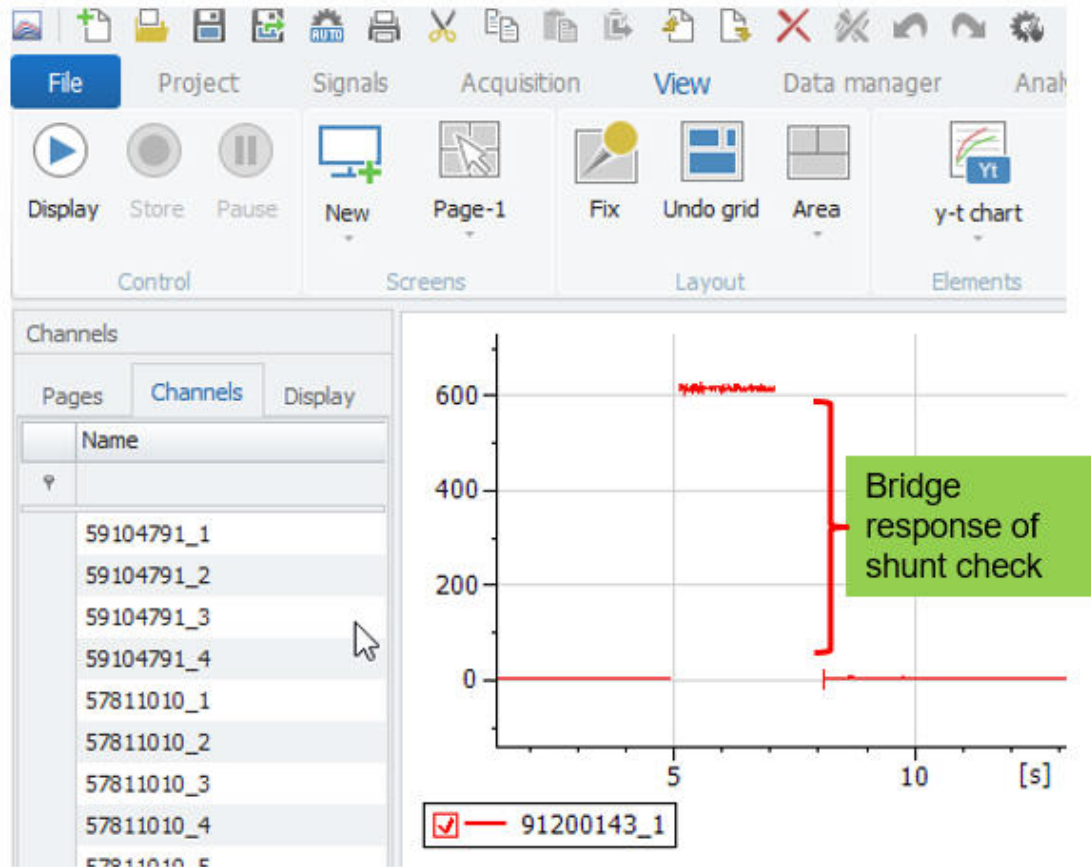 AUTO
File Project Signals Acquisition View Data manager
Display Store Pause New Page-1 Fix Undo grid Area Yt y-t chart
Control Screens Layout Elements
Channels
Pages Channels Display
Name
59104791_1
59104791_2
59104791_3
59104791_4
57811010_1
57811010_2
57811010_3
57811010_4
600
400
200
0
5 10 [s]
Bridge
response of
shunt check
91200143_1